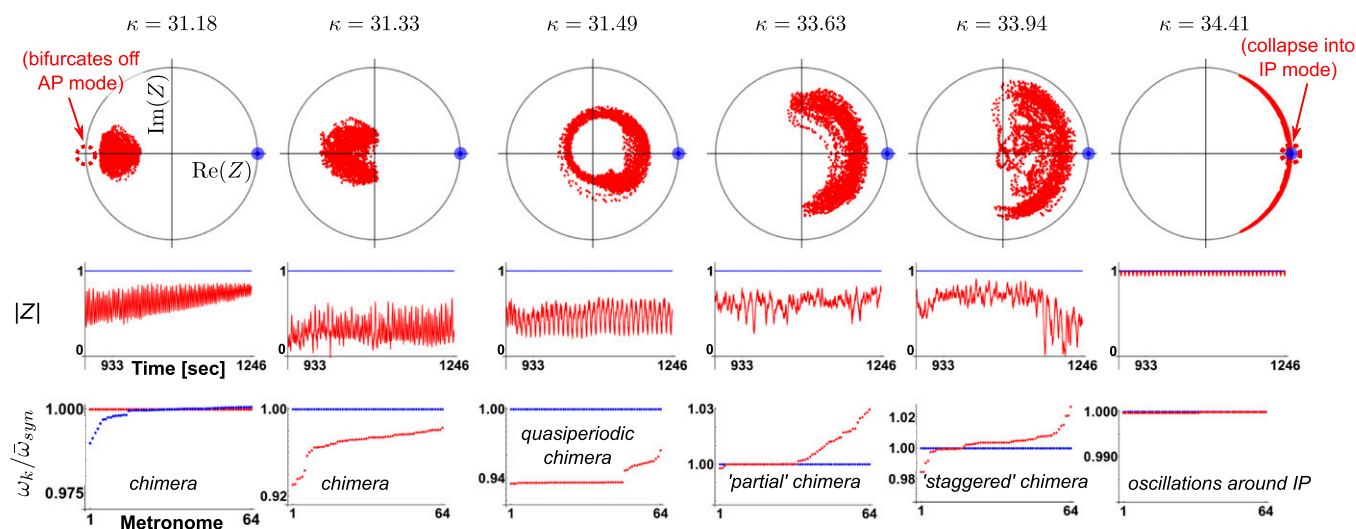 κ = 31.18
κ = 31.33
κ = 31.49
κ = 33.63
κ = 33.94
κ = 34.41
(bifurcates off
AP mode)
Im(Z)
Re(Z)
(collapse into
IP mode)
|Z|
1
0
933
1246
Time [sec]
1
0
933
1246
1
0
933
1246
1
0
933
1246
1
0
933
1246
1
0
933
1246
ω_k/ω̄_syn
1.000
0.975
chimera
1
64
Metronome
1.00
0.92
chimera
1
64
1.00
0.94
quasiperiodic
chimera
1
64
1.03
1.00
'partial' chimera
1
64
1.02
1.00
0.98
'staggered' chimera
1
64
1.000
0.990
oscillations around IP
1
64